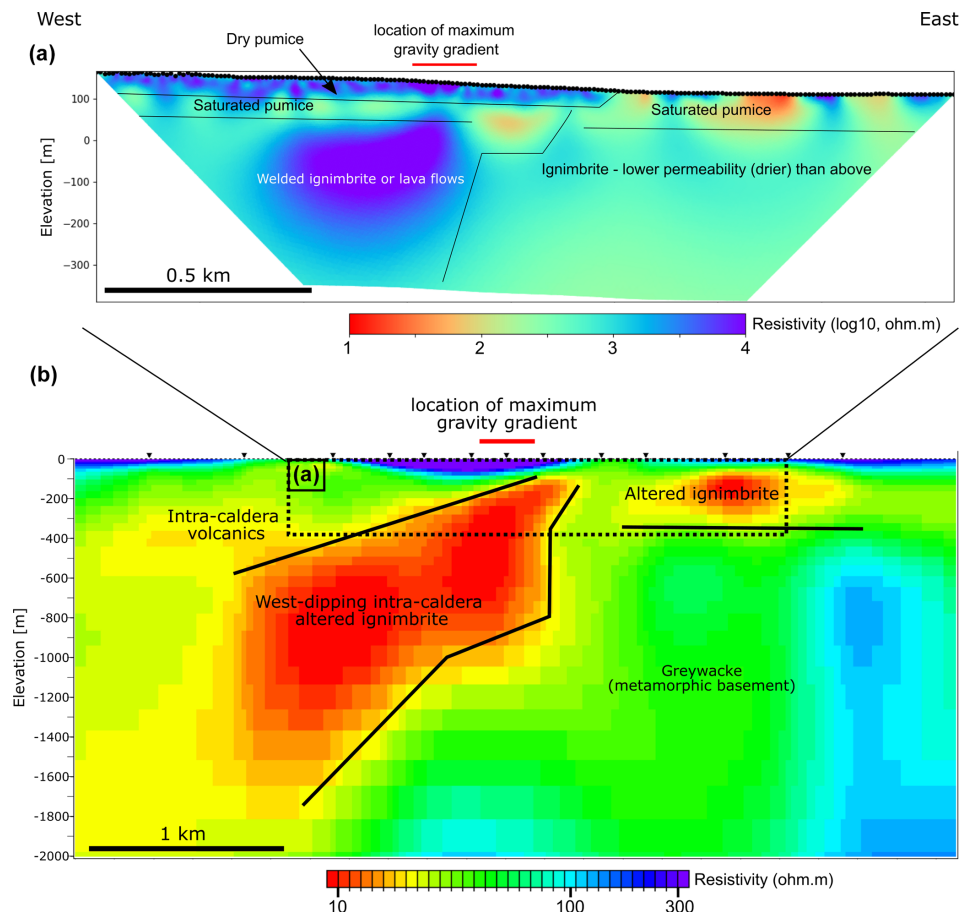 West
East
(a)
Dry pumice
location of maximum
gravity gradient
Saturated pumice
Saturated pumice
Welded ignimbrite or lava flows
Ignimbrite - lower permeability (drier) than above
Elevation [m]
100
0
−100
−200
−300
0.5 km
Resistivity (log10, ohm.m)
1
2
3
4
(b)
location of maximum
gravity gradient
(a)
Altered ignimbrite
Intra-caldera
volcanics
West-dipping intra-caldera
altered ignimbrite
Greywacke
(metamorphic basement)
Elevation [m]
0
-200
-400
-600
-800
-1000
-1200
-1400
-1600
-1800
-2000
1 km
Resistivity (ohm.m)
10
100
300